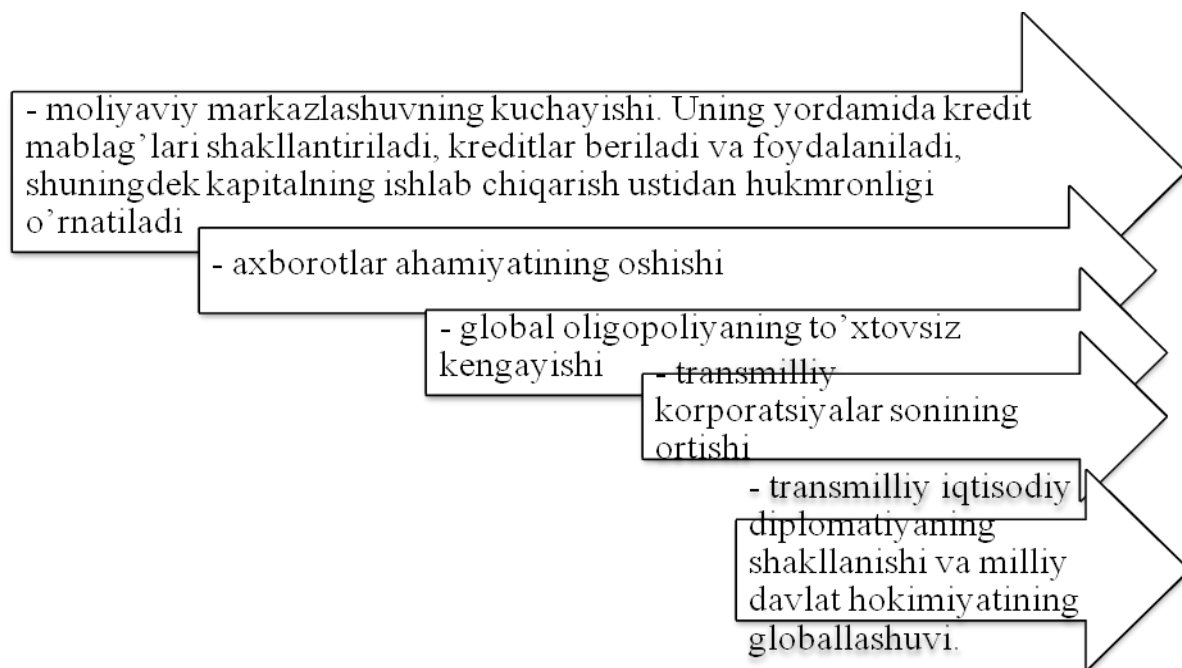 - moliyaviy markazlashuvning kuchayishi. Uning yordamida kredit
mablag’lari shakllantiriladi, kreditlar beriladi va foydalaniladi,
shuningdek kapitalning ishlab chiqarish ustidan hukmronligi
o’rnatiladi
- axborotlar ahamiyatining oshishi
- global oligopoliyaning to’xtovsiz
kengayishi
- transmilliy
korporatsiyalar sonining
ortishi
- transmilliy iqtisodiy
diplomatiyaning
shakllanishi va milliy
davlat hokimiyatining
globallashuvi.